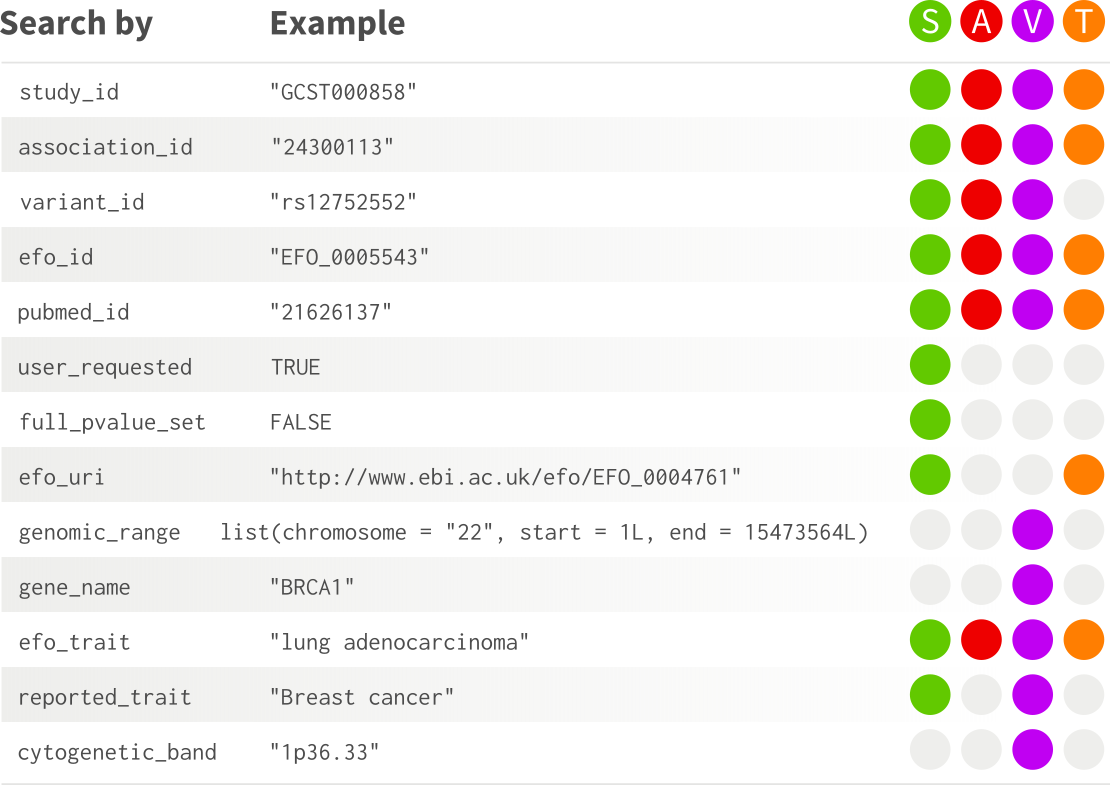 Search by Example S A V T
study_id "GCST000858"
association_id "24300113"
variant_id "rs12752552"
efo_id "EFO_0005543"
pubmed_id "21626137"
user_requested TRUE
full_pvalue_set FALSE
efo_uri "http://www.ebi.ac.uk/efo/EFO_0004761"
genomic_range list(chromosome = "22", start = 1L, end = 15473564L)
gene_name "BRCA1"
efo_trait "lung adenocarcinoma"
reported_trait "Breast cancer"
cytogenetic_band "1p36.33"